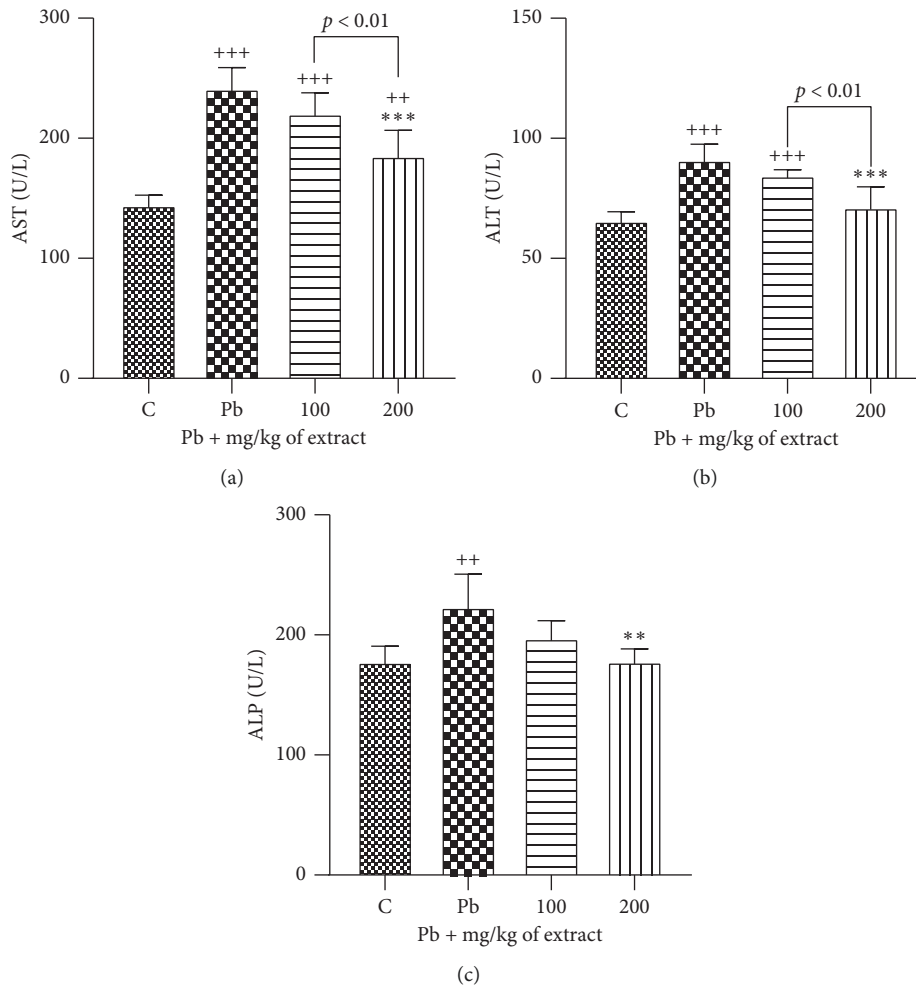 300
200
100
0
AST (U/L)
+++
+++
++
***
p < 0.01
C Pb 100 200
Pb + mg/kg of extract
(a)
150
100
50
0
ALT (U/L)
+++
+++
***
p < 0.01
C Pb 100 200
Pb + mg/kg of extract
(b)
300
200
100
0
ALP (U/L)
++
**
C Pb 100 200
Pb + mg/kg of extract
(c)